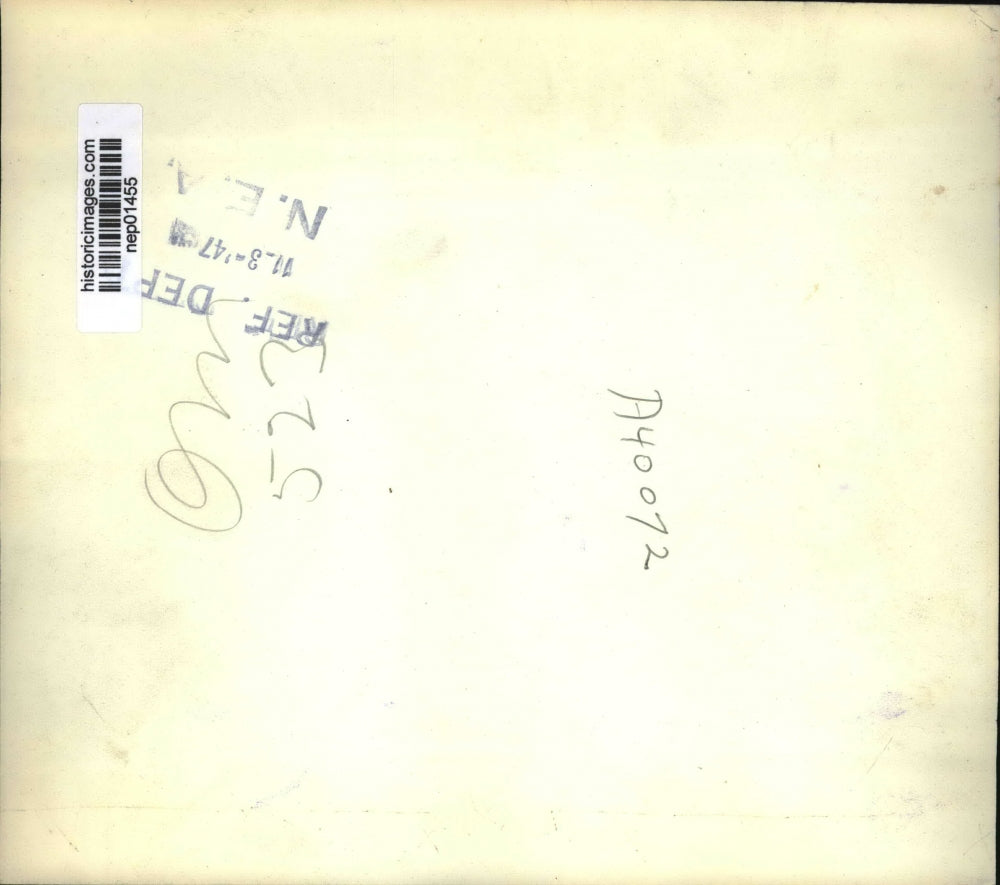 historicimages.com
nep01455
N. E. A.
11-3-'47
REF. DEP
523
A40072